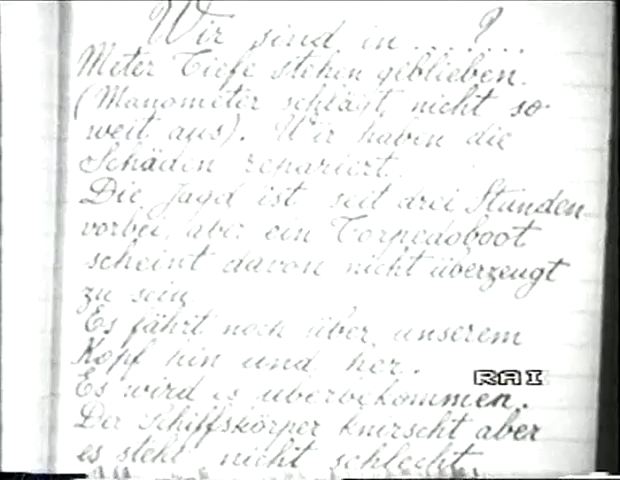 Wir sind in ....?....
Meter Tiefe stehen geblieben.
(Manometer schlägt nicht so
weit aus). Wir haben die
Schäden repariert.
Die Jagd ist seit drei Stunden
vorbei, aber ein Torpedoboot
scheint davon nicht überzeugt
zu sein.
Es fährt noch über unserem
Kopf hin und her.
RAI
Es wird es überbekommen.
Der Schiffskörper knirscht aber
es steht nicht schlecht.